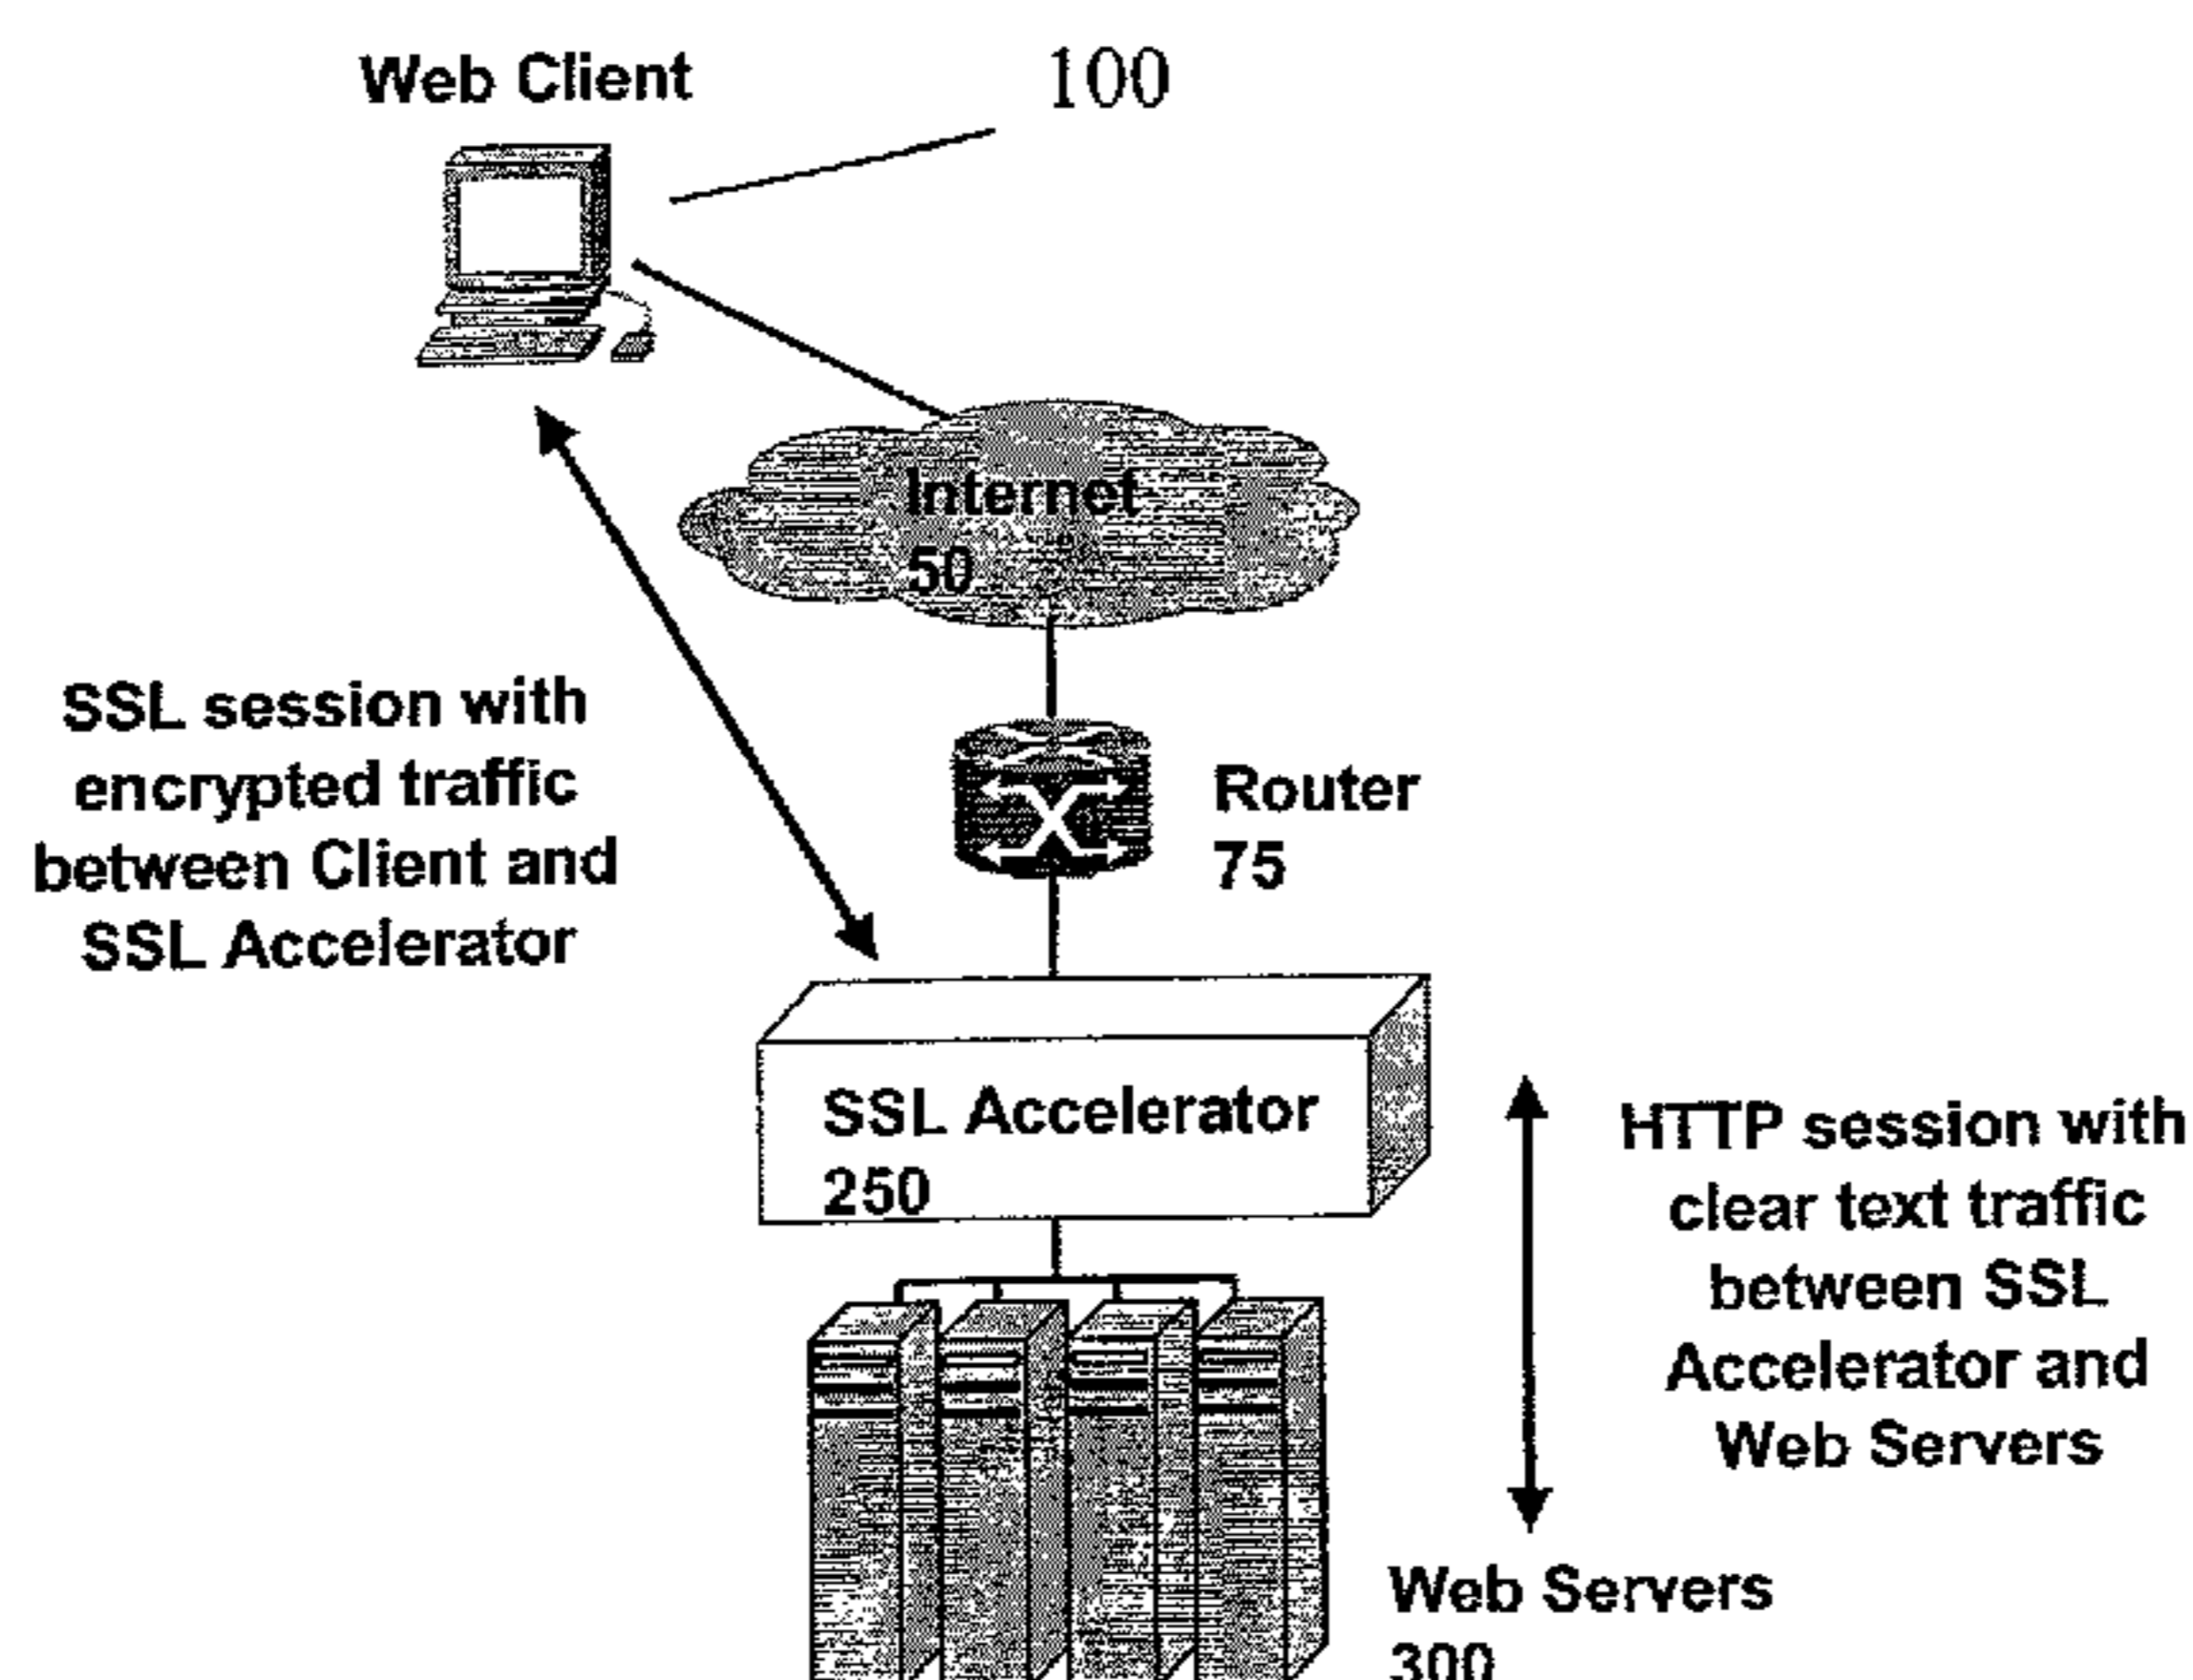 Web Client
100
Internet
50
SSL session with
encrypted traffic
between Client and
SSL Accelerator
Router
75
SSL Accelerator
250
HTTP session with
clear text traffic
between SSL
Accelerator and
Web Servers
Web Servers
300